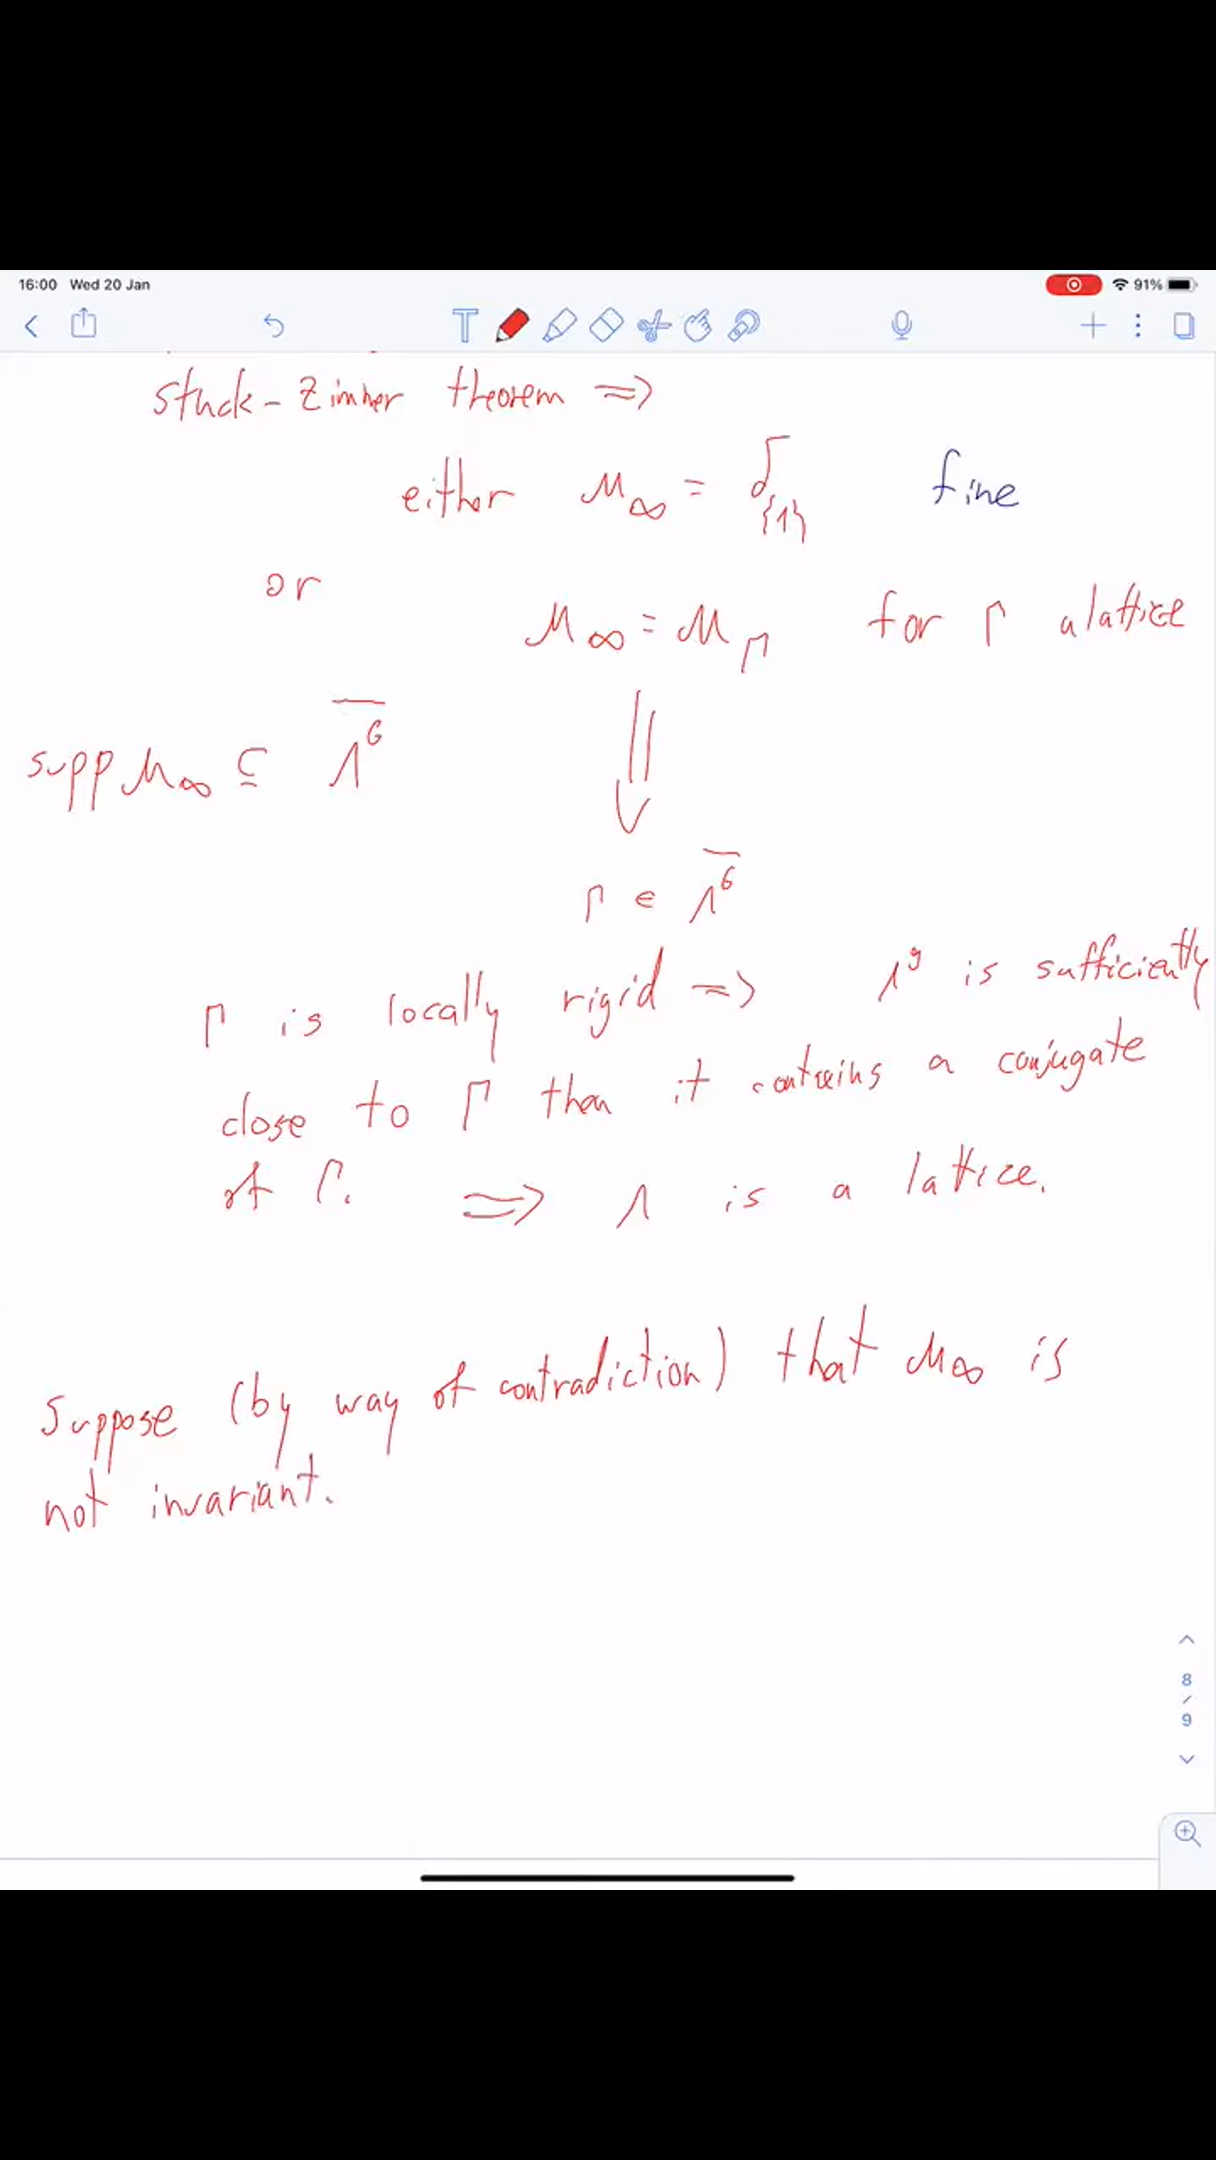 16:00 Wed 20 Jan
91%
T
Stuck-Zimmer theorem ⇒
either μ∞ = δ{1} fine
or
μ∞ = μΓ for Γ a lattice
supp μ∞ ⊆ Λ̅ᴳ
⇓
Γ ∈ Λ̅ᴳ
Γ is locally rigid ⇒ Λᵍ is sufficiently
close to Γ then it contains a conjugate
of Γ. ⇒ Λ is a lattice.
Suppose (by way of contradiction) that μ∞ is
not invariant.
8
/
9